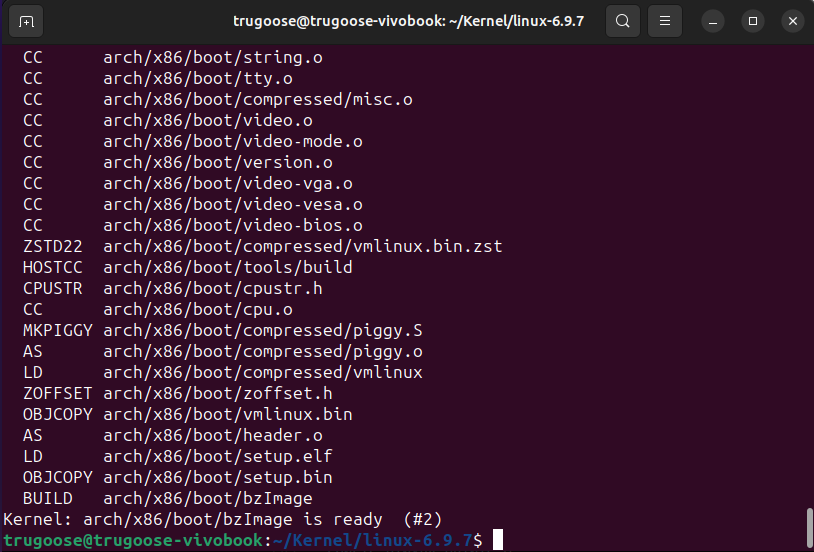 trugoose@trugoose-vivobook: ~/Kernel/linux-6.9.7
CC arch/x86/boot/string.o
CC arch/x86/boot/tty.o
CC arch/x86/boot/compressed/misc.o
CC arch/x86/boot/video.o
CC arch/x86/boot/video-mode.o
CC arch/x86/boot/version.o
CC arch/x86/boot/video-vga.o
CC arch/x86/boot/video-vesa.o
CC arch/x86/boot/video-bios.o
ZSTD22 arch/x86/boot/compressed/vmlinux.bin.zst
HOSTCC arch/x86/boot/tools/build
CPUSTR arch/x86/boot/cpustr.h
CC arch/x86/boot/cpu.o
MKPIGGY arch/x86/boot/compressed/piggy.S
AS arch/x86/boot/compressed/piggy.o
LD arch/x86/boot/compressed/vmlinux
ZOFFSET arch/x86/boot/zoffset.h
OBJCOPY arch/x86/boot/vmlinux.bin
AS arch/x86/boot/header.o
LD arch/x86/boot/setup.elf
OBJCOPY arch/x86/boot/setup.bin
BUILD arch/x86/boot/bzImage
Kernel: arch/x86/boot/bzImage is ready (#2)
trugoose@trugoose-vivobook:~/Kernel/linux-6.9.7$